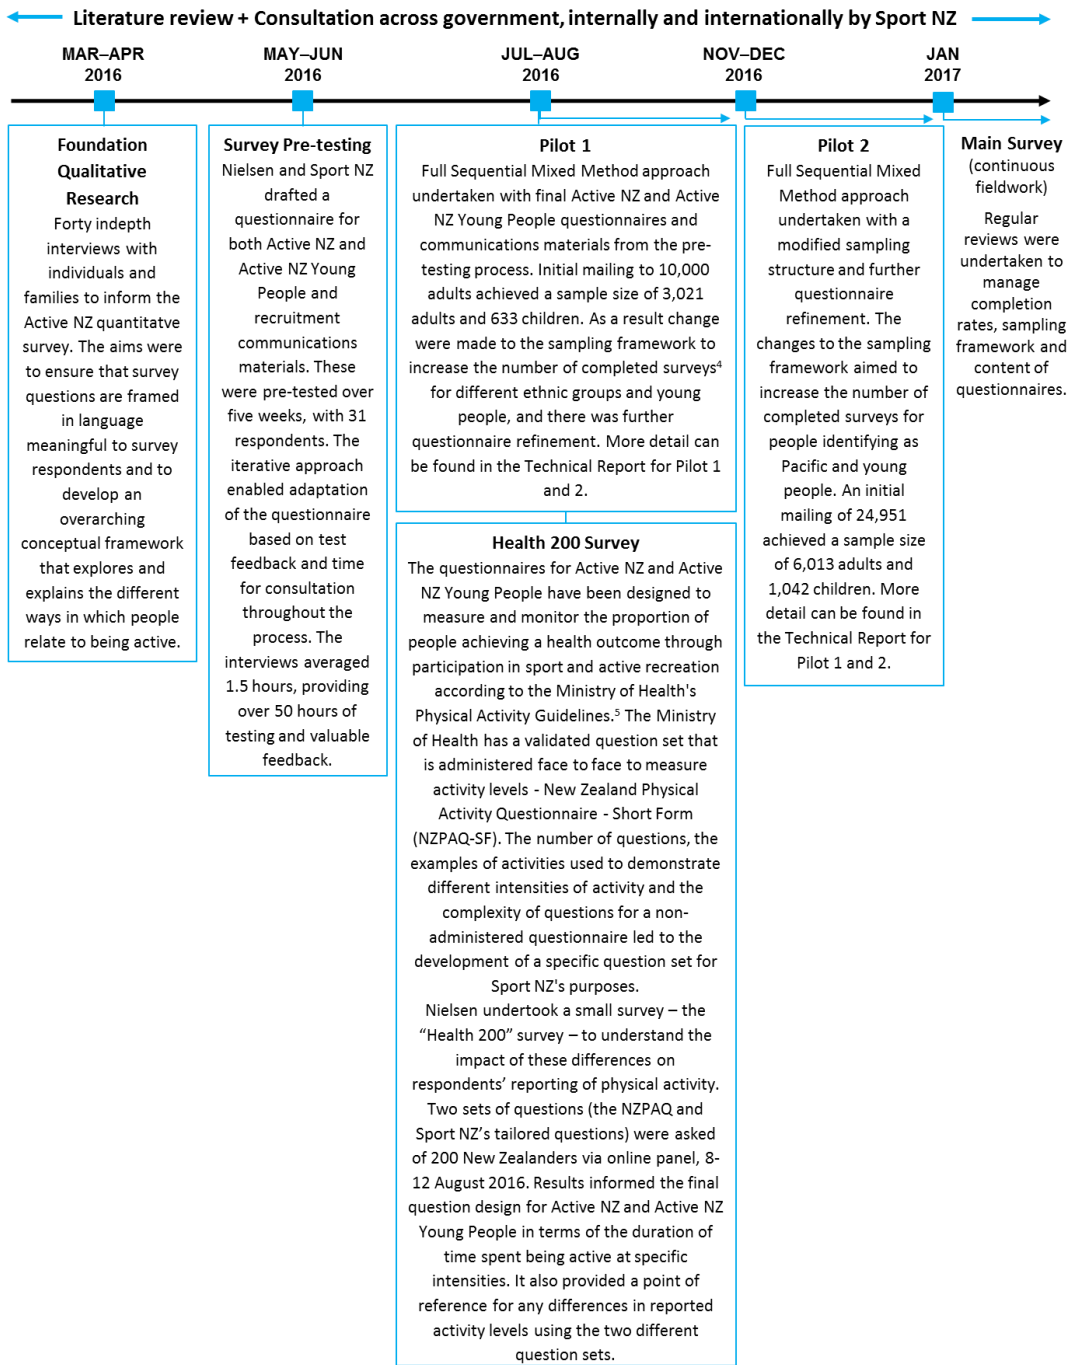 Literature review + Consultation across government, internally and internationally by Sport NZ
MAR–APR
2016
MAY–JUN
2016
JUL–AUG
2016
NOV–DEC
2016
JAN
2017
Foundation
Qualitative
Research
Forty indepth
interviews with
individuals and
families to inform the
Active NZ quantitatve
survey. The aims were
to ensure that survey
questions are framed
in language
meaningful to survey
respondents and to
develop an
overarching
conceptual framework
that explores and
explains the different
ways in which people
relate to being active.
Survey Pre-testing
Nielsen and Sport NZ
drafted a
questionnaire for
both Active NZ and
Active NZ Young
People and
recruitment
communications
materials. These
were pre-tested over
five weeks, with 31
respondents. The
iterative approach
enabled adaptation
of the questionnaire
based on test
feedback and time
for consultation
throughout the
process. The
interviews averaged
1.5 hours, providing
over 50 hours of
testing and valuable
feedback.
Pilot 1
Full Sequential Mixed Method approach
undertaken with final Active NZ and Active
NZ Young People questionnaires and
communications materials from the pre-
testing process. Initial mailing to 10,000
adults achieved a sample size of 3,021
adults and 633 children. As a result change
were made to the sampling framework to
increase the number of completed surveys⁴
for different ethnic groups and young
people, and there was further
questionnaire refinement. More detail can
be found in the Technical Report for Pilot 1
and 2.
Health 200 Survey
The questionnaires for Active NZ and Active
NZ Young People have been designed to
measure and monitor the proportion of
people achieving a health outcome through
participation in sport and active recreation
according to the Ministry of Health's
Physical Activity Guidelines.⁵ The Ministry
of Health has a validated question set that
is administered face to face to measure
activity levels - New Zealand Physical
Activity Questionnaire - Short Form
(NZPAQ-SF). The number of questions, the
examples of activities used to demonstrate
different intensities of activity and the
complexity of questions for a non-
administered questionnaire led to the
development of a specific question set for
Sport NZ's purposes.
Nielsen undertook a small survey – the
“Health 200” survey – to understand the
impact of these differences on
respondents’ reporting of physical activity.
Two sets of questions (the NZPAQ and
Sport NZ’s tailored questions) were asked
of 200 New Zealanders via online panel, 8-
12 August 2016. Results informed the final
question design for Active NZ and Active NZ
Young People in terms of the duration of
time spent being active at specific
intensities. It also provided a point of
reference for any differences in reported
activity levels using the two different
question sets.
Pilot 2
Full Sequential Mixed
Method approach
undertaken with a
modified sampling
structure and further
questionnaire
refinement. The
changes to the sampling
framework aimed to
increase the number of
completed surveys for
people identifying as
Pacific and young
people. An initial
mailing of 24,951
achieved a sample size
of 6,013 adults and
1,042 children. More
detail can be found in
the Technical Report for
Pilot 1 and 2.
Main Survey
(continuous
fieldwork)
Regular
reviews were
undertaken to
manage
completion
rates, sampling
framework and
content of
questionnaires.